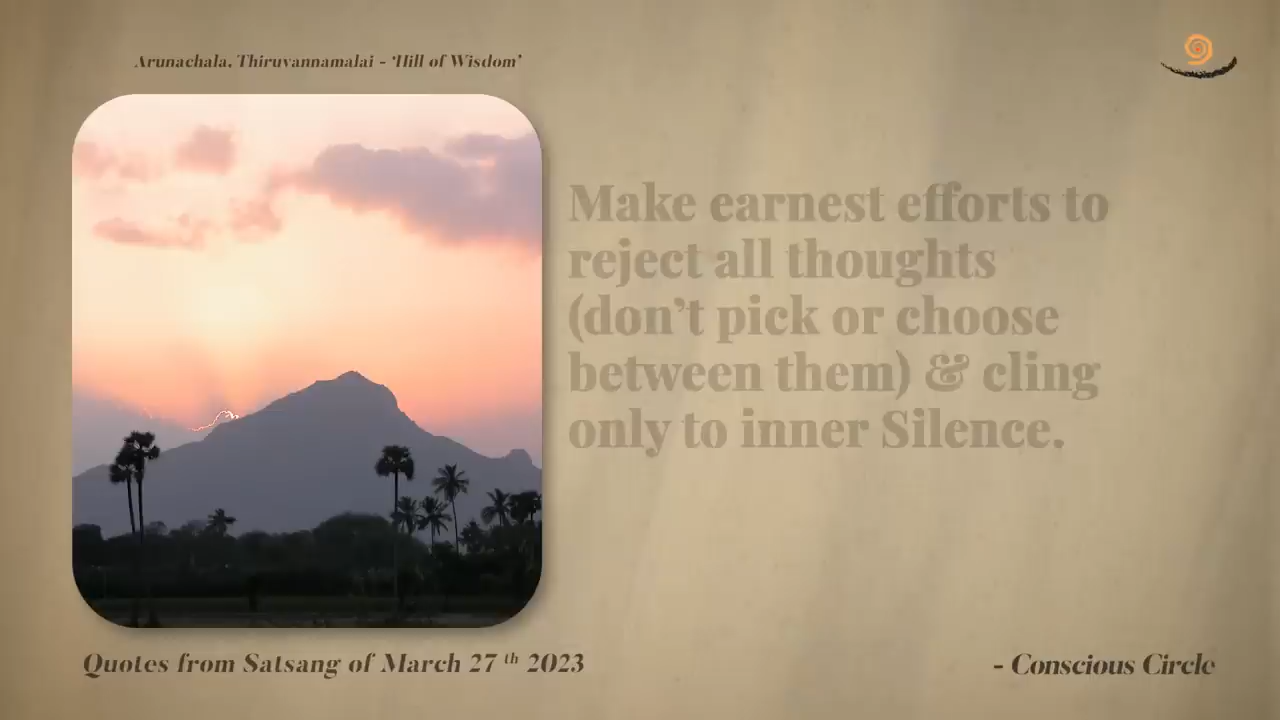 Arunachala, Thiruvannamalai - 'Hill of Wisdom'
Make earnest efforts to
reject all thoughts
(don't pick or choose
between them) & cling
only to inner Silence.
Quotes from Satsang of March 27 th 2023
- Conscious Circle